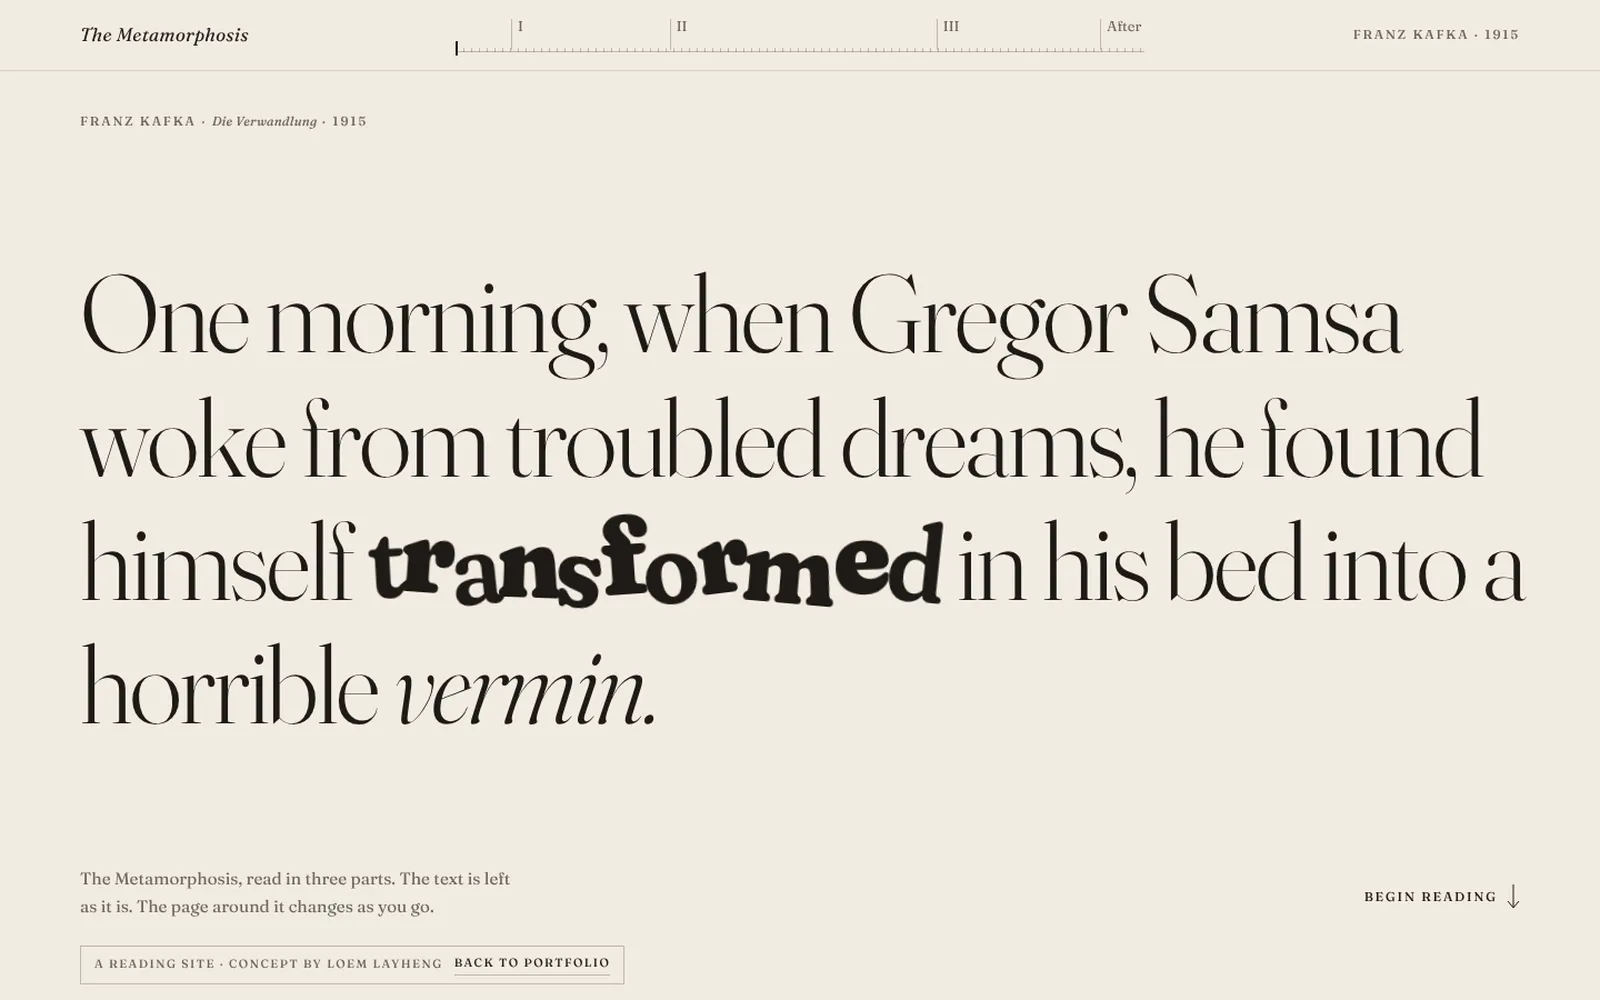 The Metamorphosis
I
II
III
After
FRANZ KAFKA · 1915
FRANZ KAFKA · Die Verwandlung · 1915
One morning, when Gregor Samsa
woke from troubled dreams, he found
himself transformed in his bed into a
horrible vermin.
The Metamorphosis, read in three parts. The text is left
as it is. The page around it changes as you go.
BEGIN READING
A READING SITE · CONCEPT BY LOEM LAYHENG BACK TO PORTFOLIO